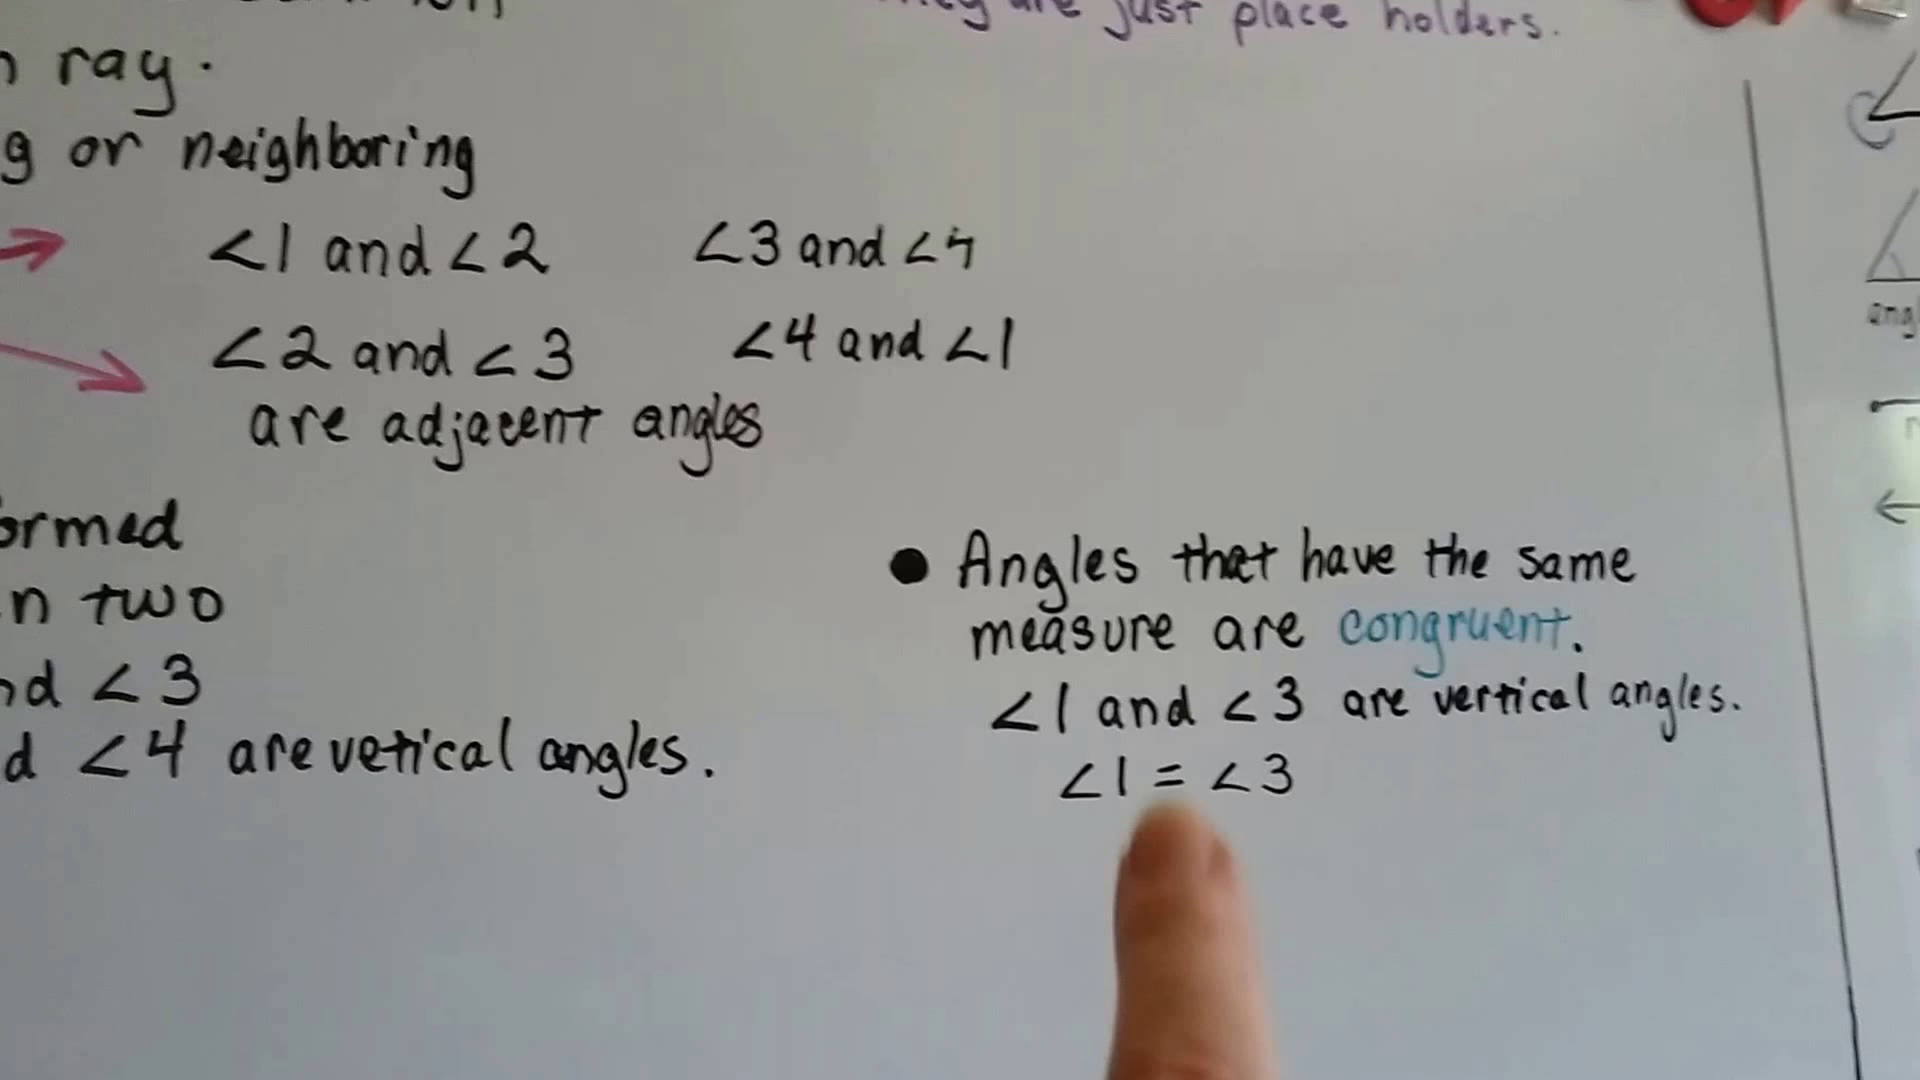 are just place holders.
ray.
or neighboring
∠1 and ∠2 ∠3 and ∠4
∠2 and ∠3 ∠4 and ∠1
are adjacent angles
two
∠3
∠4 are vetical angles.
● Angles that have the same
measure are congruent.
∠1 and ∠3 are vertical angles.
∠1 = ∠3